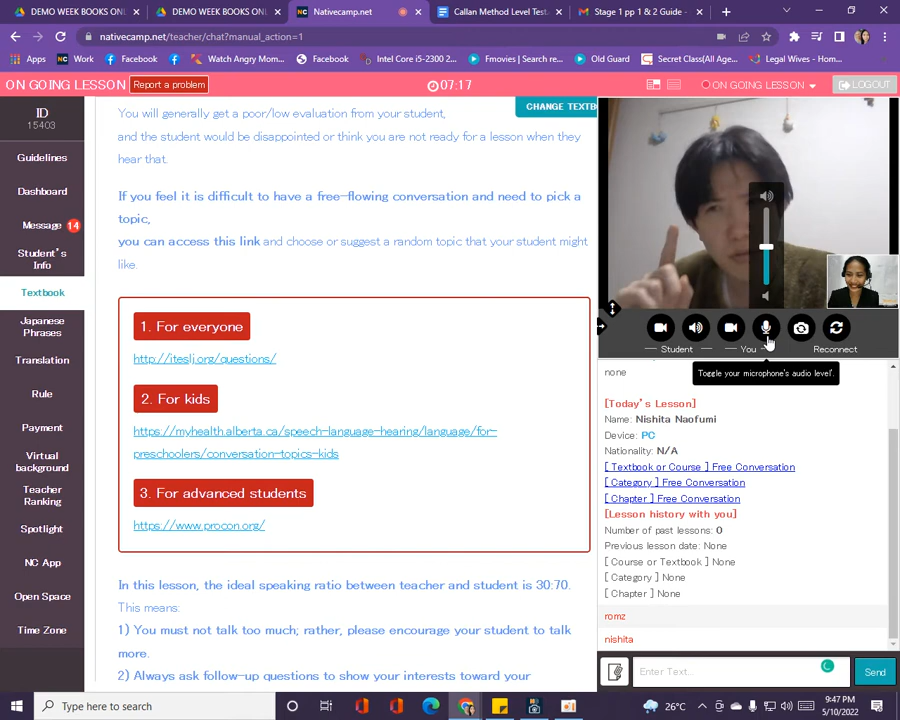 DEMO WEEK BOOKS ON
DEMO WEEK BOOKS ON
Nativecamp.net
Callan Method Level Test
Stage 1 pp 1 & 2 Guide -
nativecamp.net/teacher/chat?manual_action=1
Apps
Work
Facebook
Watch Angry Mom...
Facebook
Intel Core i5-2300 2...
Fmovies | Search re...
Old Guard
Secret Class(All Age...
Legal Wives - Hom...
ON GOING LESSON
Report a problem
07:17
ON GOING LESSON
LOGOUT
ID
15403
Guidelines
Dashboard
Message 14
Student's
Info
Textbook
Japanese
Phrases
Translation
Rule
Payment
Virtual
background
Teacher
Ranking
Spotlight
NC App
Open Space
Time Zone
CHANGE TEXTB
You will generally get a poor/low evaluation from your student,
and the student would be disappointed or think you are not ready for a lesson when they
hear that.
If you feel it is difficult to have a free-flowing conversation and need to pick a
topic,
you can access this link and choose or suggest a random topic that your student might
like.
1. For everyone
http://iteslj.org/questions/
2. For kids
https://myhealth.alberta.ca/speech-language-hearing/language/for-
preschoolers/conversation-topics-kids
3. For advanced students
https://www.procon.org/
In this lesson, the ideal speaking ratio between teacher and student is 30:70.
This means:
1) You must not talk too much; rather, please encourage your student to talk
more.
2) Always ask follow-up questions to show your interests toward your
Student
You
Reconnect
Toggle your microphone's audio level'.
none
[Today's Lesson]
Name: Nishita Naofumi
Device: PC
Nationality: N/A
[ Textbook or Course ] Free Conversation
[ Category ] Free Conversation
[ Chapter ] Free Conversation
[Lesson history with you]
Number of past lessons: 0
Previous lesson date: None
[ Course or Textbook ] None
[ Category ] None
[ Chapter ] None
romz
nishita
Enter Text...
Send
Type here to search
26°C
9:47 PM
5/10/2022